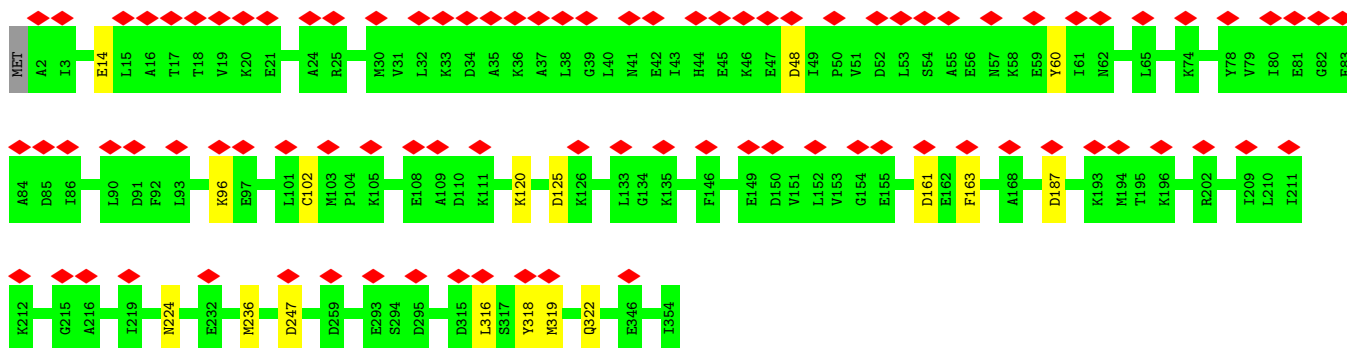 MET A2 I3 E14 L15 A16 T17 T18 V19 K20 E21 A24 R25 M30 V31 L32 K33 D34 A35 K36 A37 L38 G39 L40 N41 E42 I43 H44 E45 K46 E47 D48 I49 P50 V51 D52 L53 S54 A55 E56 N57 K58 E59 Y60 I61 N62 L65 K74 Y78 V79 I80 E81 G82
A84 D85 I86 L90 D91 F92 L93 K96 E97 L101 C102 M103 P104 K105 E108 A109 D110 K111 K120 D125 K126 L133 G134 K135 F146 E149 D150 V151 L152 V153 G154 E155 D161 E162 F163 A168 D187 K193 M194 T195 K196 R202 I209 L210 I211
K212 G215 A216 I219 N224 E232 M236 D247 D259 E293 S294 D295 D315 L316 S317 Y318 M319 Q322 E346 I354